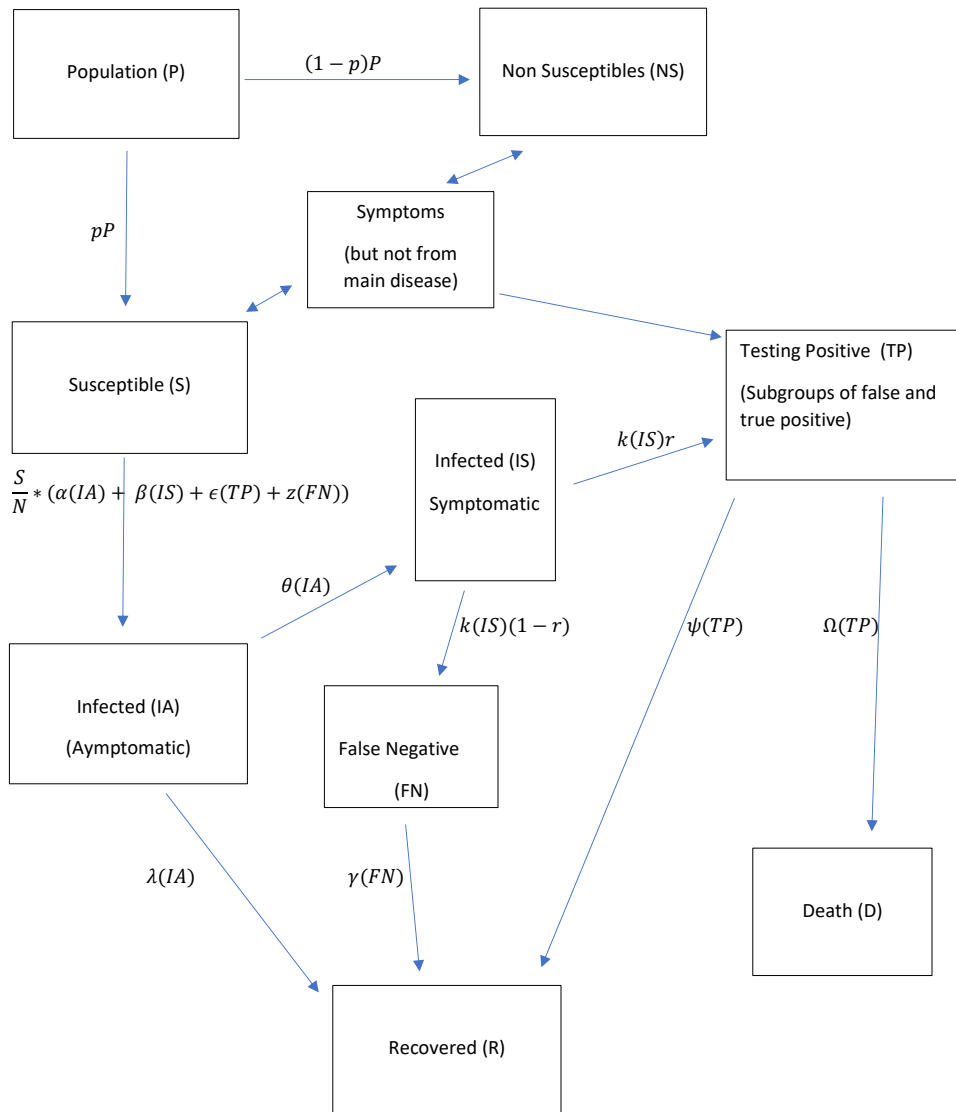 Population (P)
(1 − p)P
Non Susceptibles (NS)
pP
Symptoms
(but not from
main disease)
Susceptible (S)
Testing Positive  (TP)
(Subgroups of false and
true positive)
Infected (IS)
Symptomatic
k(IS)r
S/N * (α(IA) + β(IS) + ϵ(TP) + z(FN))
θ(IA)
k(IS)(1 − r)
ψ(TP)
Ω(TP)
Infected (IA)
(Aymptomatic)
False Negative
(FN)
λ(IA)
γ(FN)
Death (D)
Recovered (R)